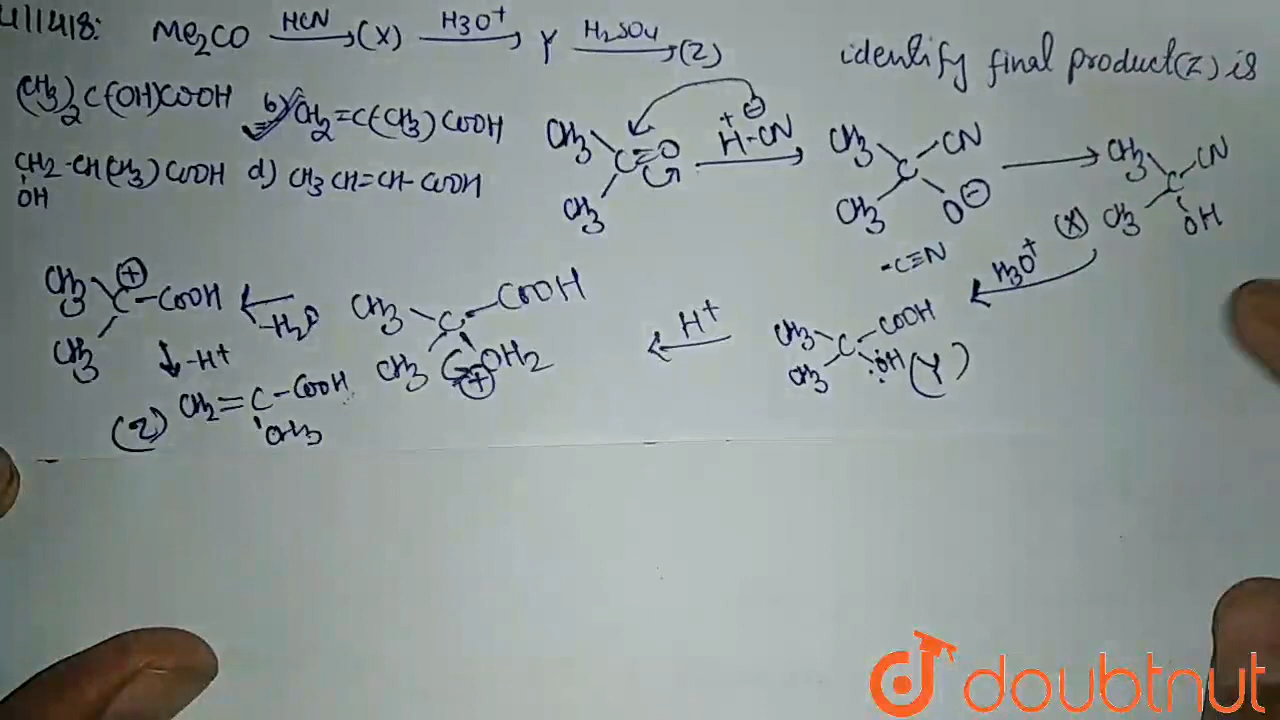 411418: Me2CO HCN (X) H3O+ Y H2SO4 (Z) identify final product(Z) is
(CH3)2C(OH)COOH b) CH2=C(CH3)COOH
CH2-CH(CH3)COOH d) CH3CH=CH-COOH
OH
CH3 C=O H-CN CH3 C CN CH3 C CN
+ ⊖
CH3 CH3 O⊖ (X) CH3 OH
-C≡N H3O+
CH3 ⊕ C-COOH -H2O CH3 C-COOH H+ CH3 C COOH
CH3 CH3 OH2 ⊕ CH3 :ÖH (Y)
-H+
(Z) CH2=C-COOH
CH3
doubtnut